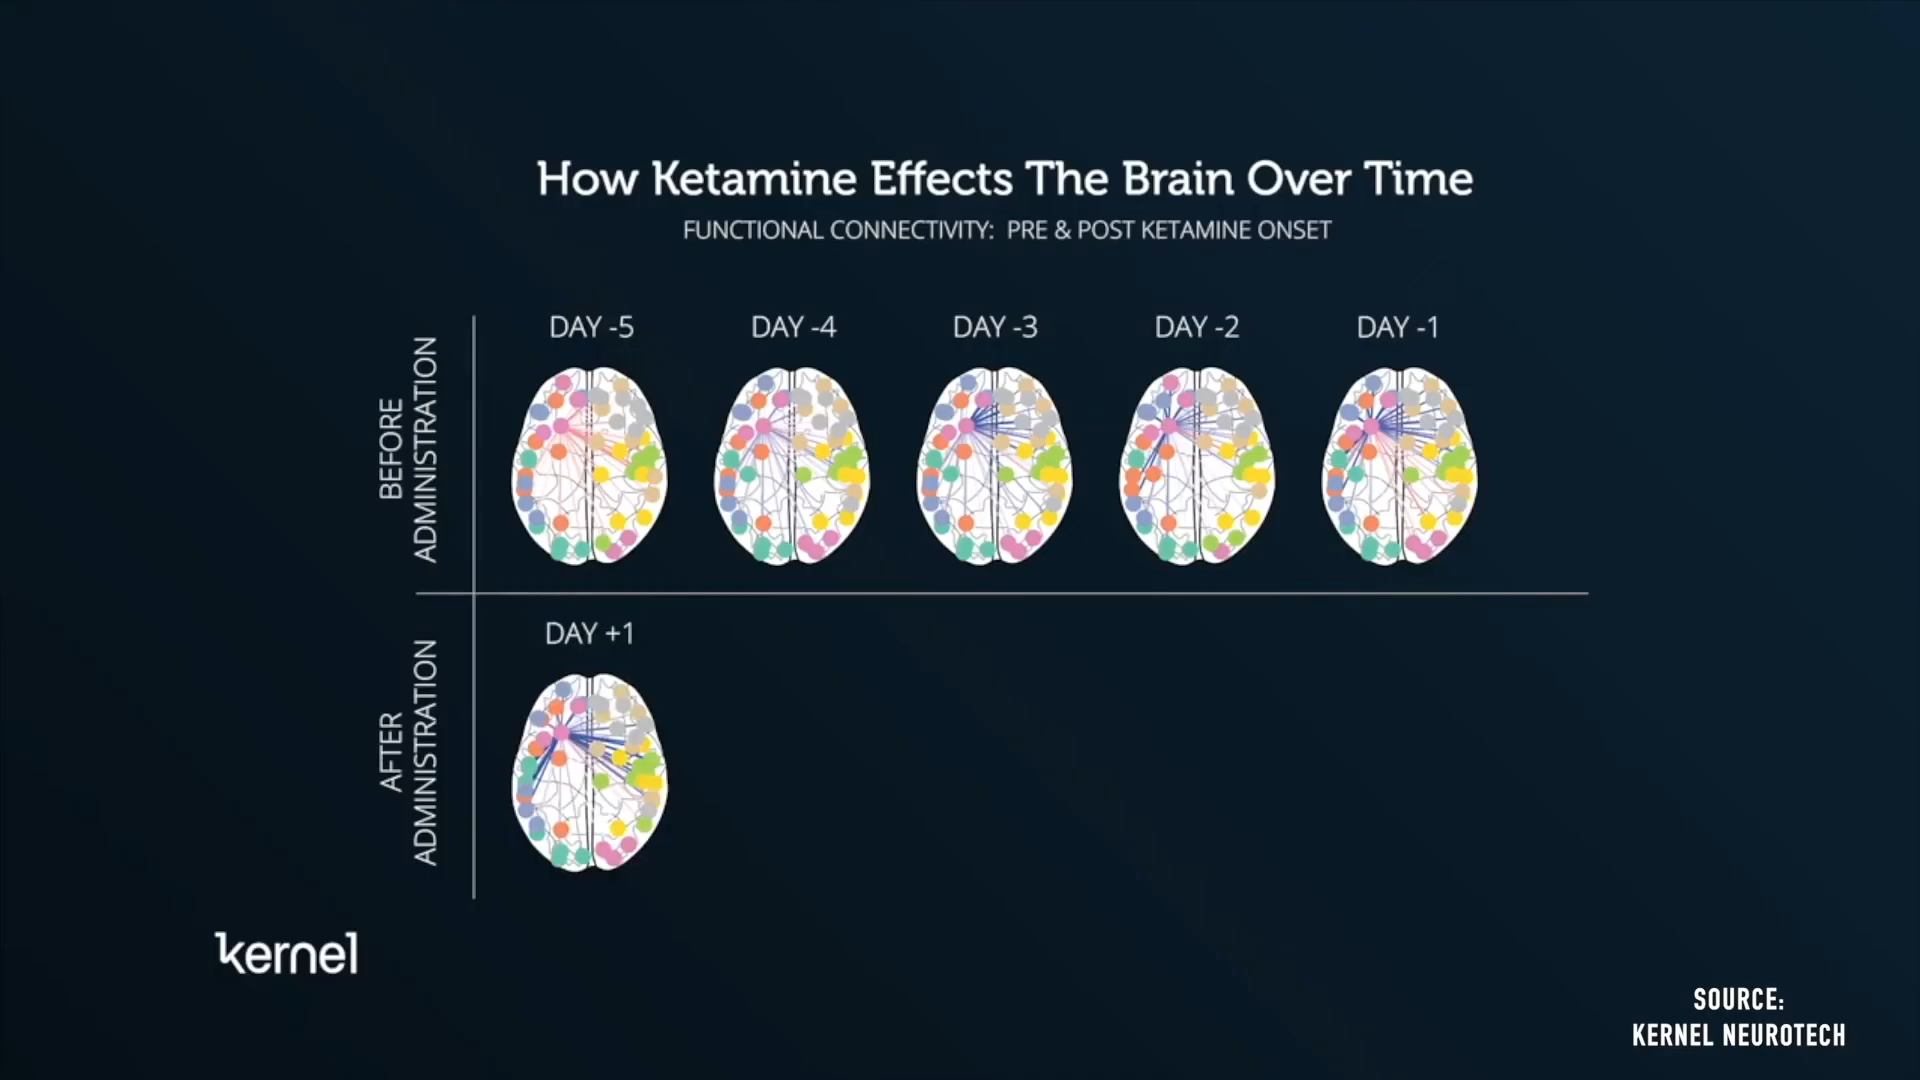 How Ketamine Effects The Brain Over Time
FUNCTIONAL CONNECTIVITY: PRE & POST KETAMINE ONSET
BEFORE
ADMINISTRATION
DAY -5
DAY -4
DAY -3
DAY -2
DAY -1
AFTER
ADMINISTRATION
DAY +1
kernel
SOURCE:
KERNEL NEUROTECH